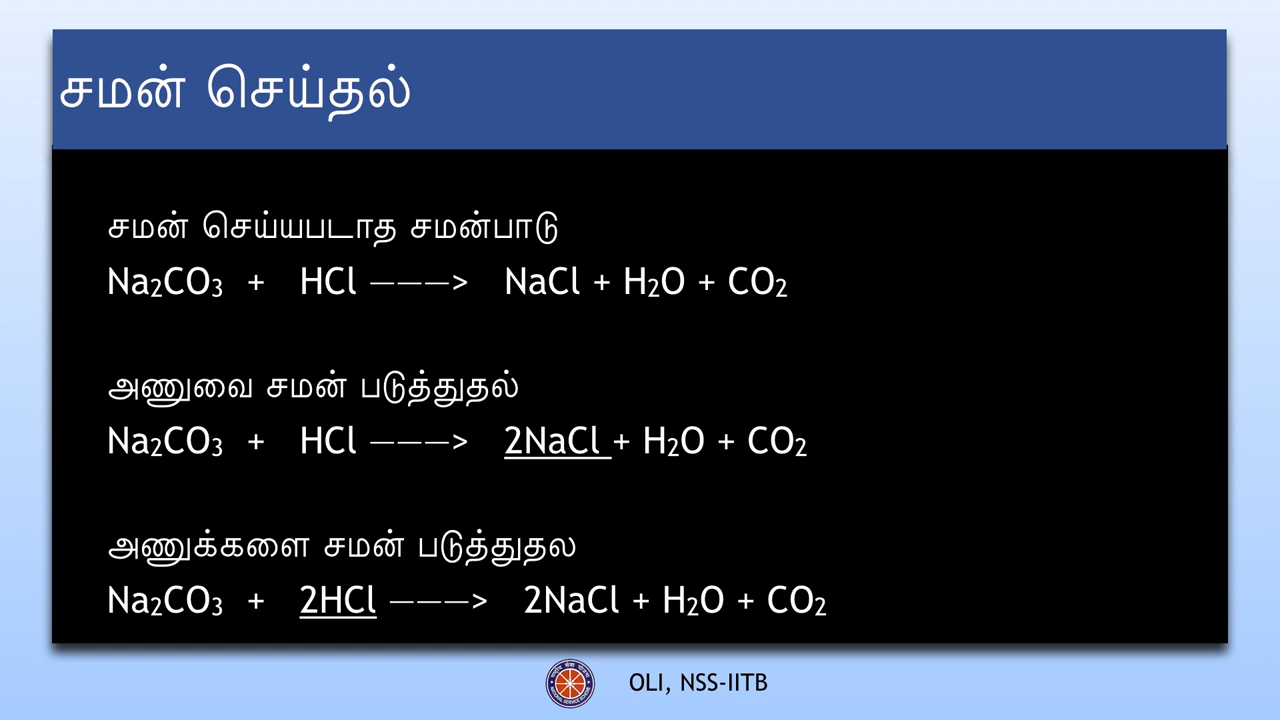 சமன் செய்தல்
சமன் செய்யபடாத சமன்பாடு
Na₂CO₃ + HCl ———> NaCl + H₂O + CO₂
அணுவை சமன் படுத்துதல்
Na₂CO₃ + HCl ———> 2NaCl + H₂O + CO₂
அணுக்களை சமன் படுத்துதல
Na₂CO₃ + 2HCl ———> 2NaCl + H₂O + CO₂
OLI, NSS-IITB